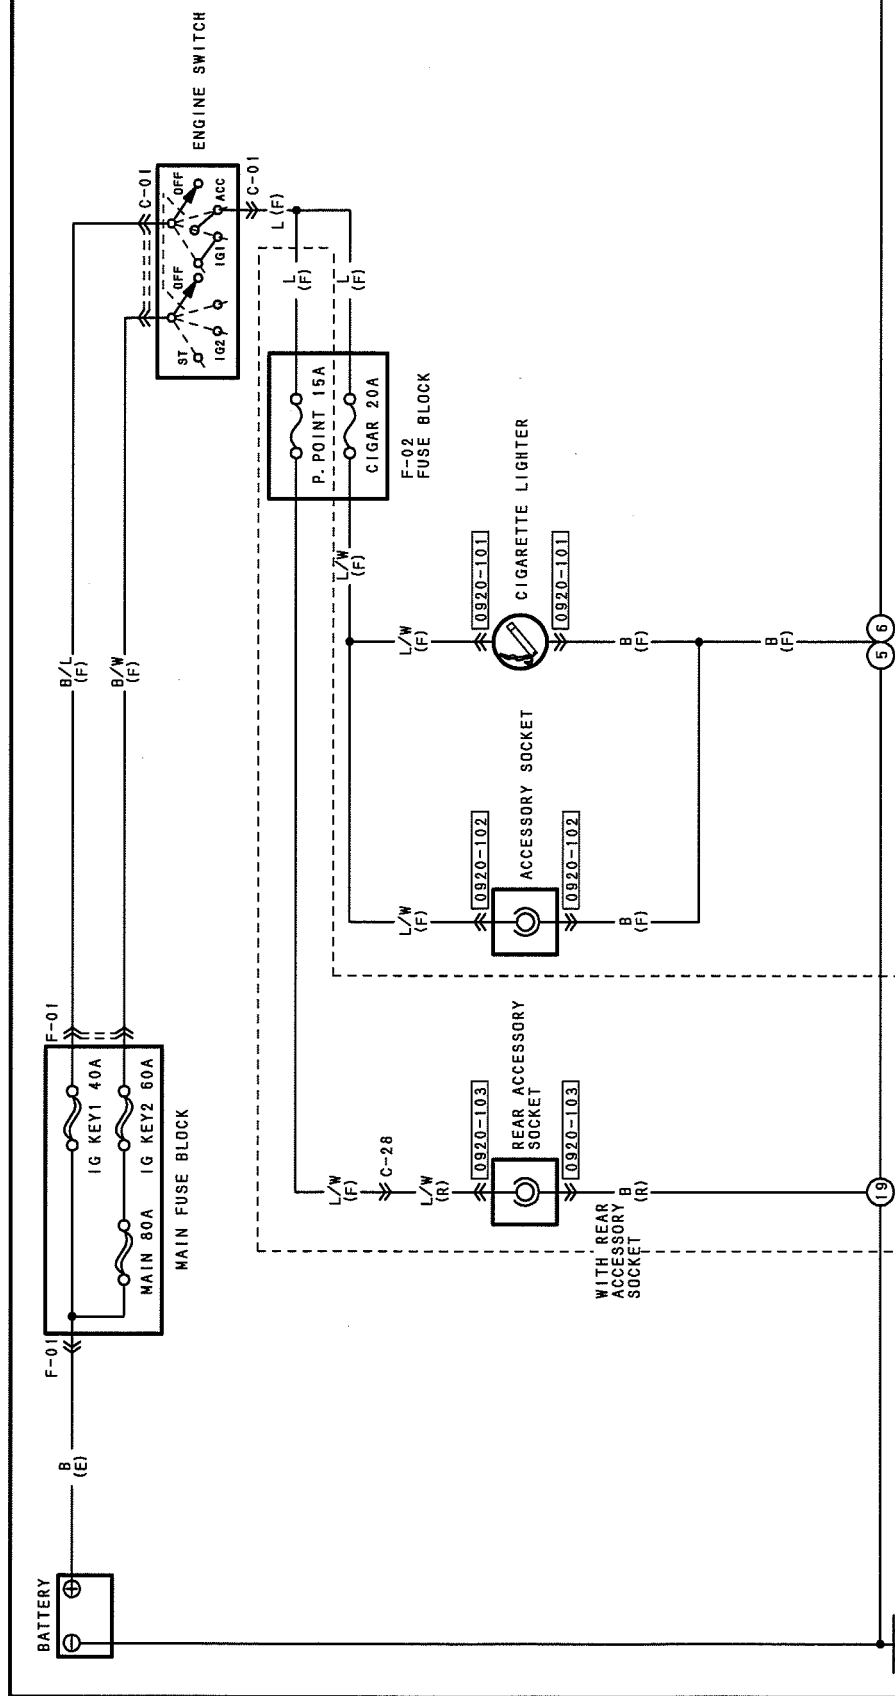 BATTERY
B
(E)
F-01
MAIN 80A
IG KEY1 40A
IG KEY2 60A
MAIN FUSE BLOCK
F-01
B/L
(F)
B/W
(F)
C-01
ENGINE SWITCH
ST
IG2
OFF
IG1
OFF
ACC
C-01
L
(F)
L
(F)
L
(F)
P.POINT 15A
CIGAR 20A
F-02
FUSE BLOCK
L/W
(F)
L/W
(F)
C-28
L/W
(R)
0920-103
REAR ACCESSORY
SOCKET
0920-103
B
(R)
WITH REAR
ACCESSORY
SOCKET
19
L/W
(F)
0920-102
ACCESSORY SOCKET
0920-102
B
(F)
L/W
(F)
0920-101
CIGARETTE LIGHTER
0920-101
B
(F)
B
(F)
5
6